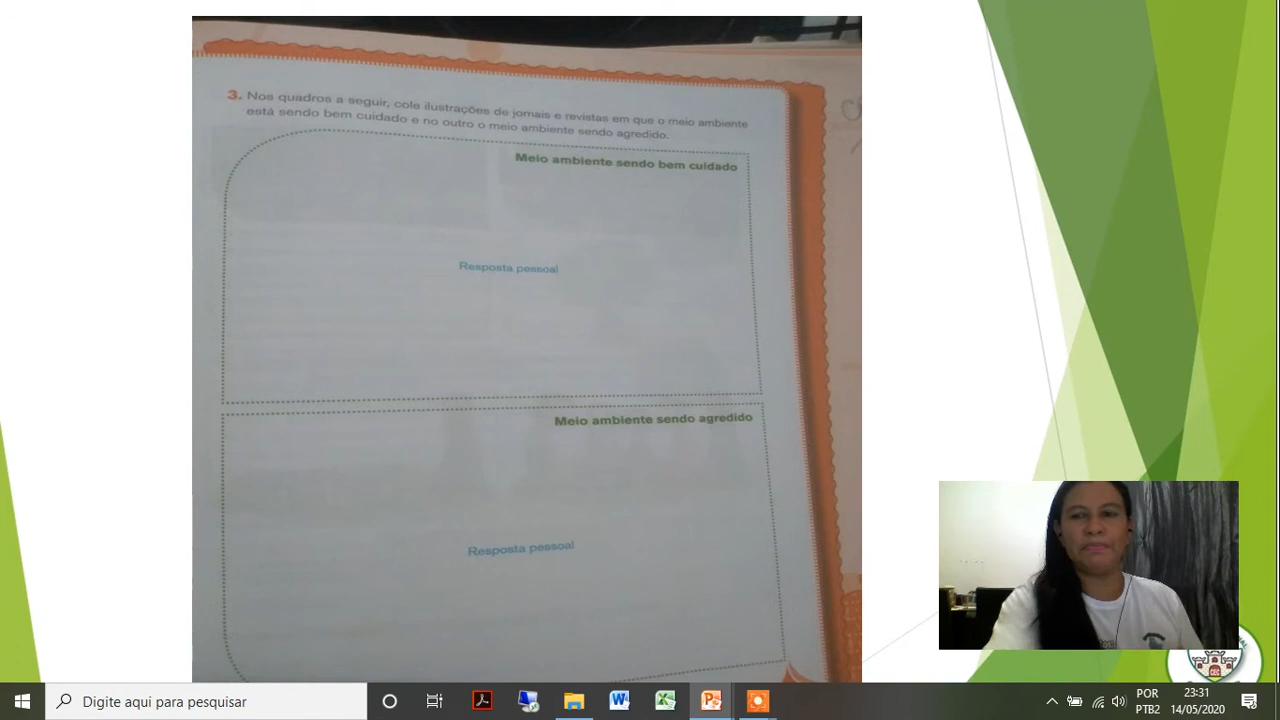 3. Nos quadros a seguir, cole ilustrações de jornais e revistas em que o meio ambiente
está sendo bem cuidado e no outro o meio ambiente sendo agredido.
Meio ambiente sendo bem cuidado
Resposta pessoal
Meio ambiente sendo agredido
Resposta pessoal
CEC
Digite aqui para pesquisar
POR
PTB2
23:31
14/05/2020